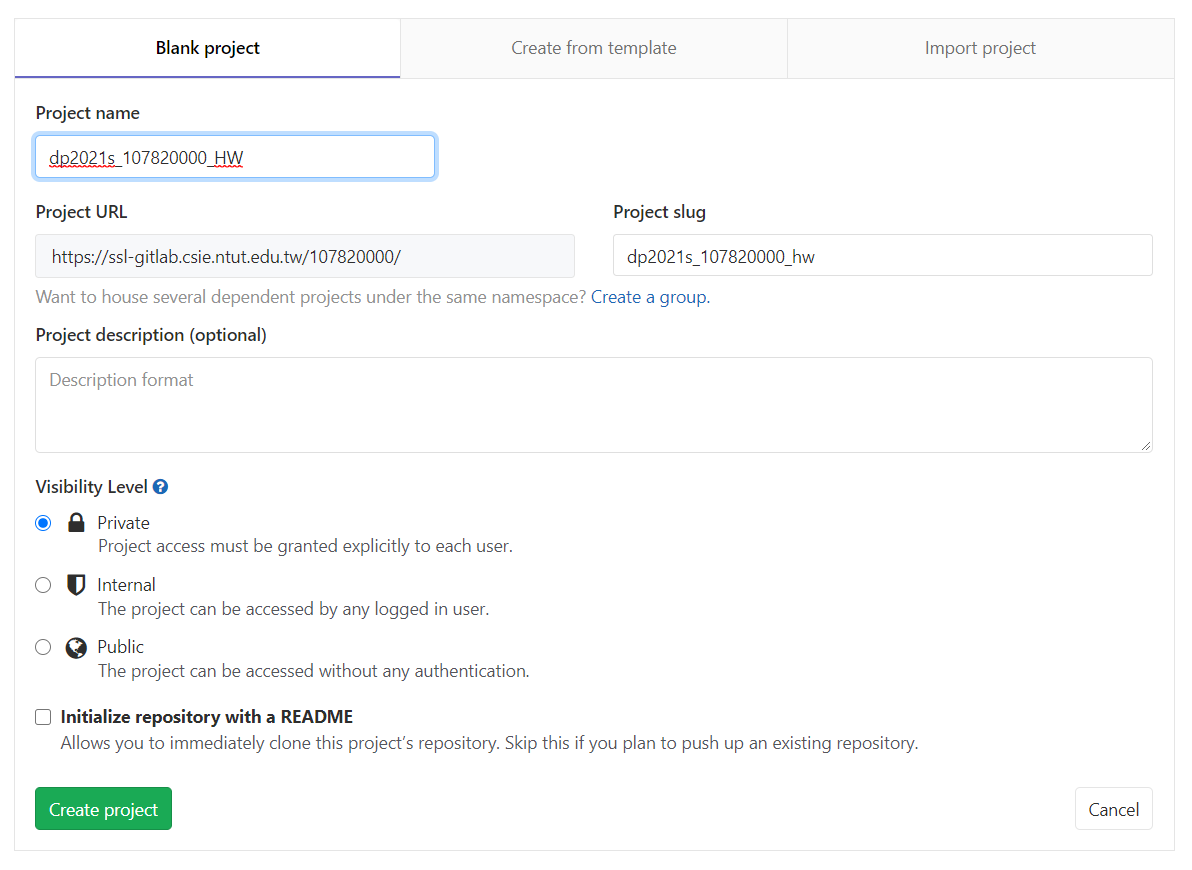 Blank project
Create from template
Import project
Project name
dp2021s_107820000_HW
Project URL
Project slug
https://ssl-gitlab.csie.ntut.edu.tw/107820000/
dp2021s_107820000_hw
Want to house several dependent projects under the same namespace? Create a group.
Project description (optional)
Description format
Visibility Level ?
Private
Project access must be granted explicitly to each user.
Internal
The project can be accessed by any logged in user.
Public
The project can be accessed without any authentication.
Initialize repository with a README
Allows you to immediately clone this project’s repository. Skip this if you plan to push up an existing repository.
Create project
Cancel